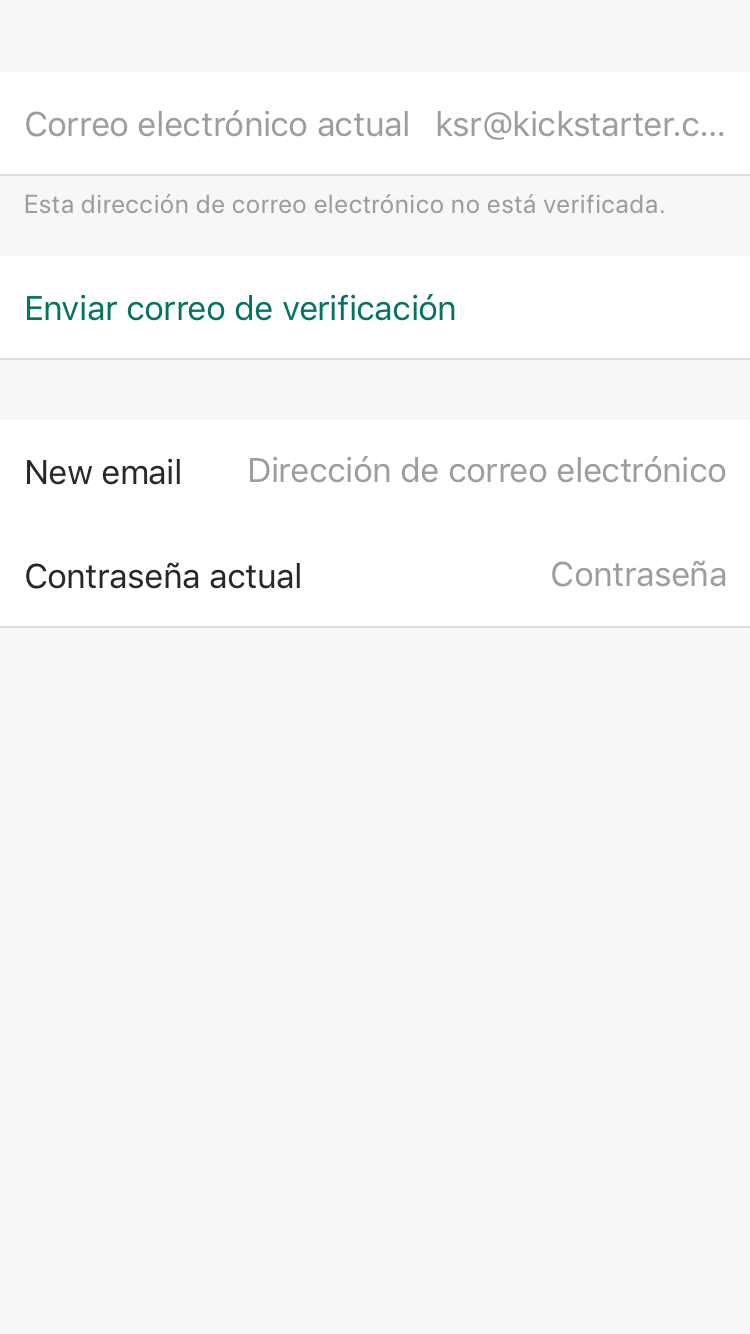 Correo electrónico actual ksr@kickstarter.c...
Esta dirección de correo electrónico no está verificada.
Enviar correo de verificación
New email Dirección de correo electrónico
Contraseña actual Contraseña